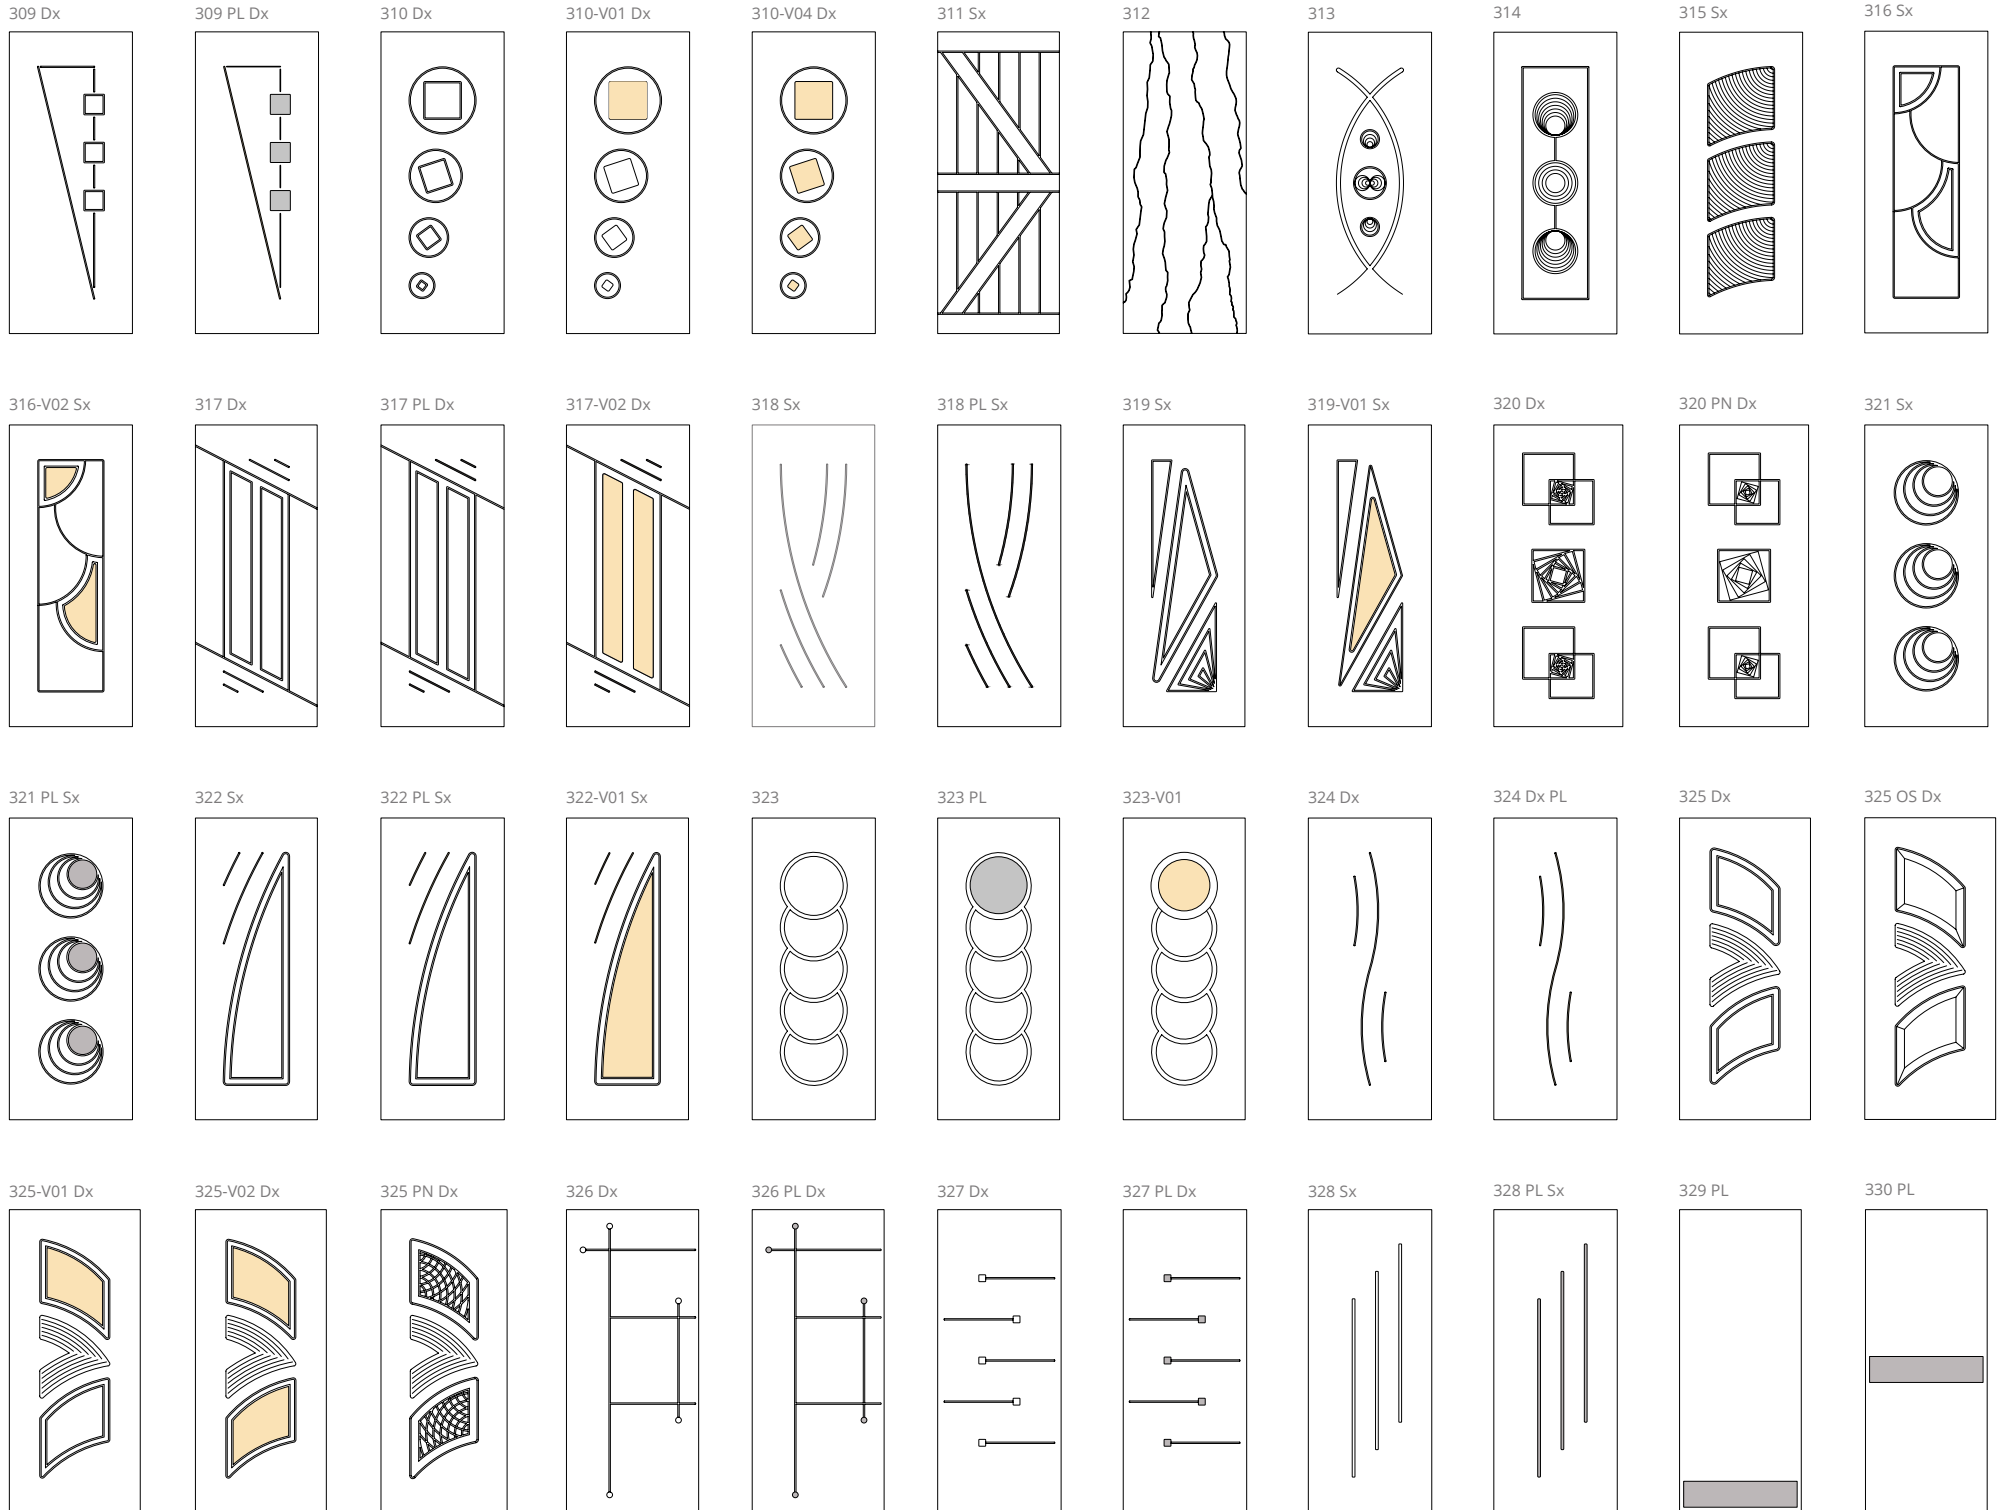 309 Dx
309 PL Dx
310 Dx
310-V01 Dx
310-V04 Dx
311 Sx
312
313
314
315 Sx
316 Sx
316-V02 Sx
317 Dx
317 PL Dx
317-V02 Dx
318 Sx
318 PL Sx
319 Sx
319-V01 Sx
320 Dx
320 PN Dx
321 Sx
321 PL Sx
322 Sx
322 PL Sx
322-V01 Sx
323
323 PL
323-V01
324 Dx
324 Dx PL
325 Dx
325 OS Dx
325-V01 Dx
325-V02 Dx
325 PN Dx
326 Dx
326 PL Dx
327 Dx
327 PL Dx
328 Sx
328 PL Sx
329 PL
330 PL